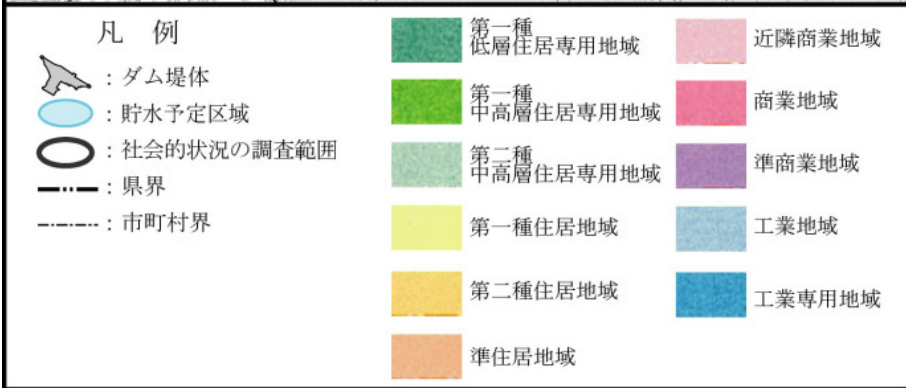 凡 例
：ダム堤体
：貯水予定区域
：社会的状況の調査範囲
：県界
：市町村界
第一種
低層住居専用地域
第一種
中高層住居専用地域
第二種
中高層住居専用地域
第一種住居地域
第二種住居地域
準住居地域
近隣商業地域
商業地域
準商業地域
工業地域
工業専用地域